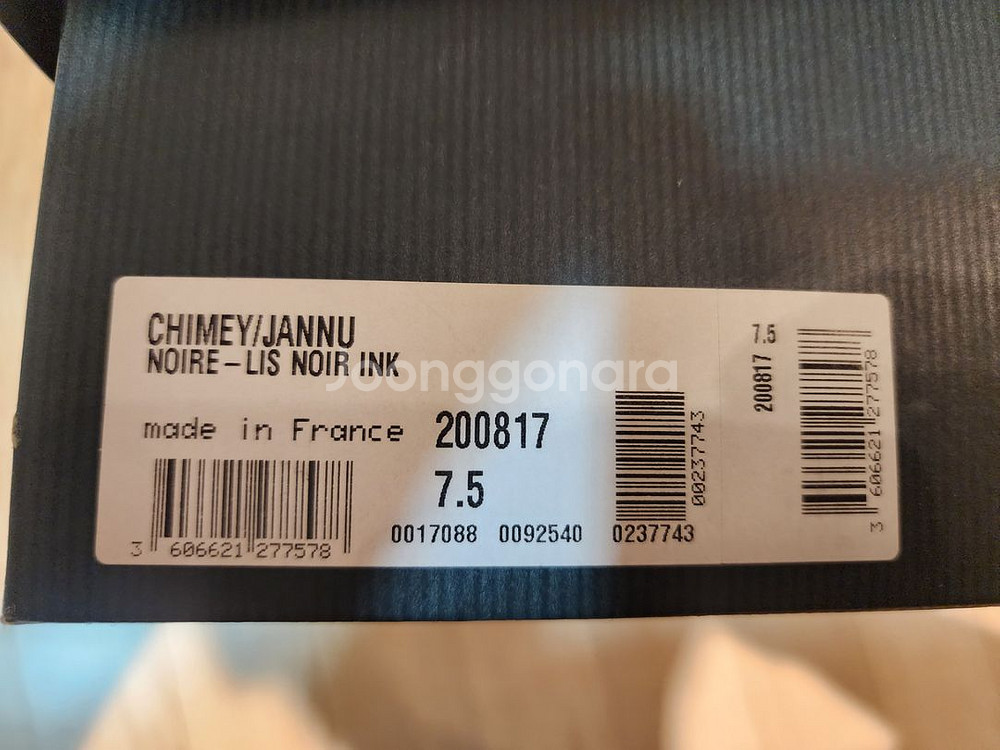 CHIMEY/JANNU
NOIRE-LIS NOIR INK
Joonggonara
made in France
200817
7.5
3 606621 277578
0017088 0092540 0237743
00237743
7.5
200817
3 606621 277578